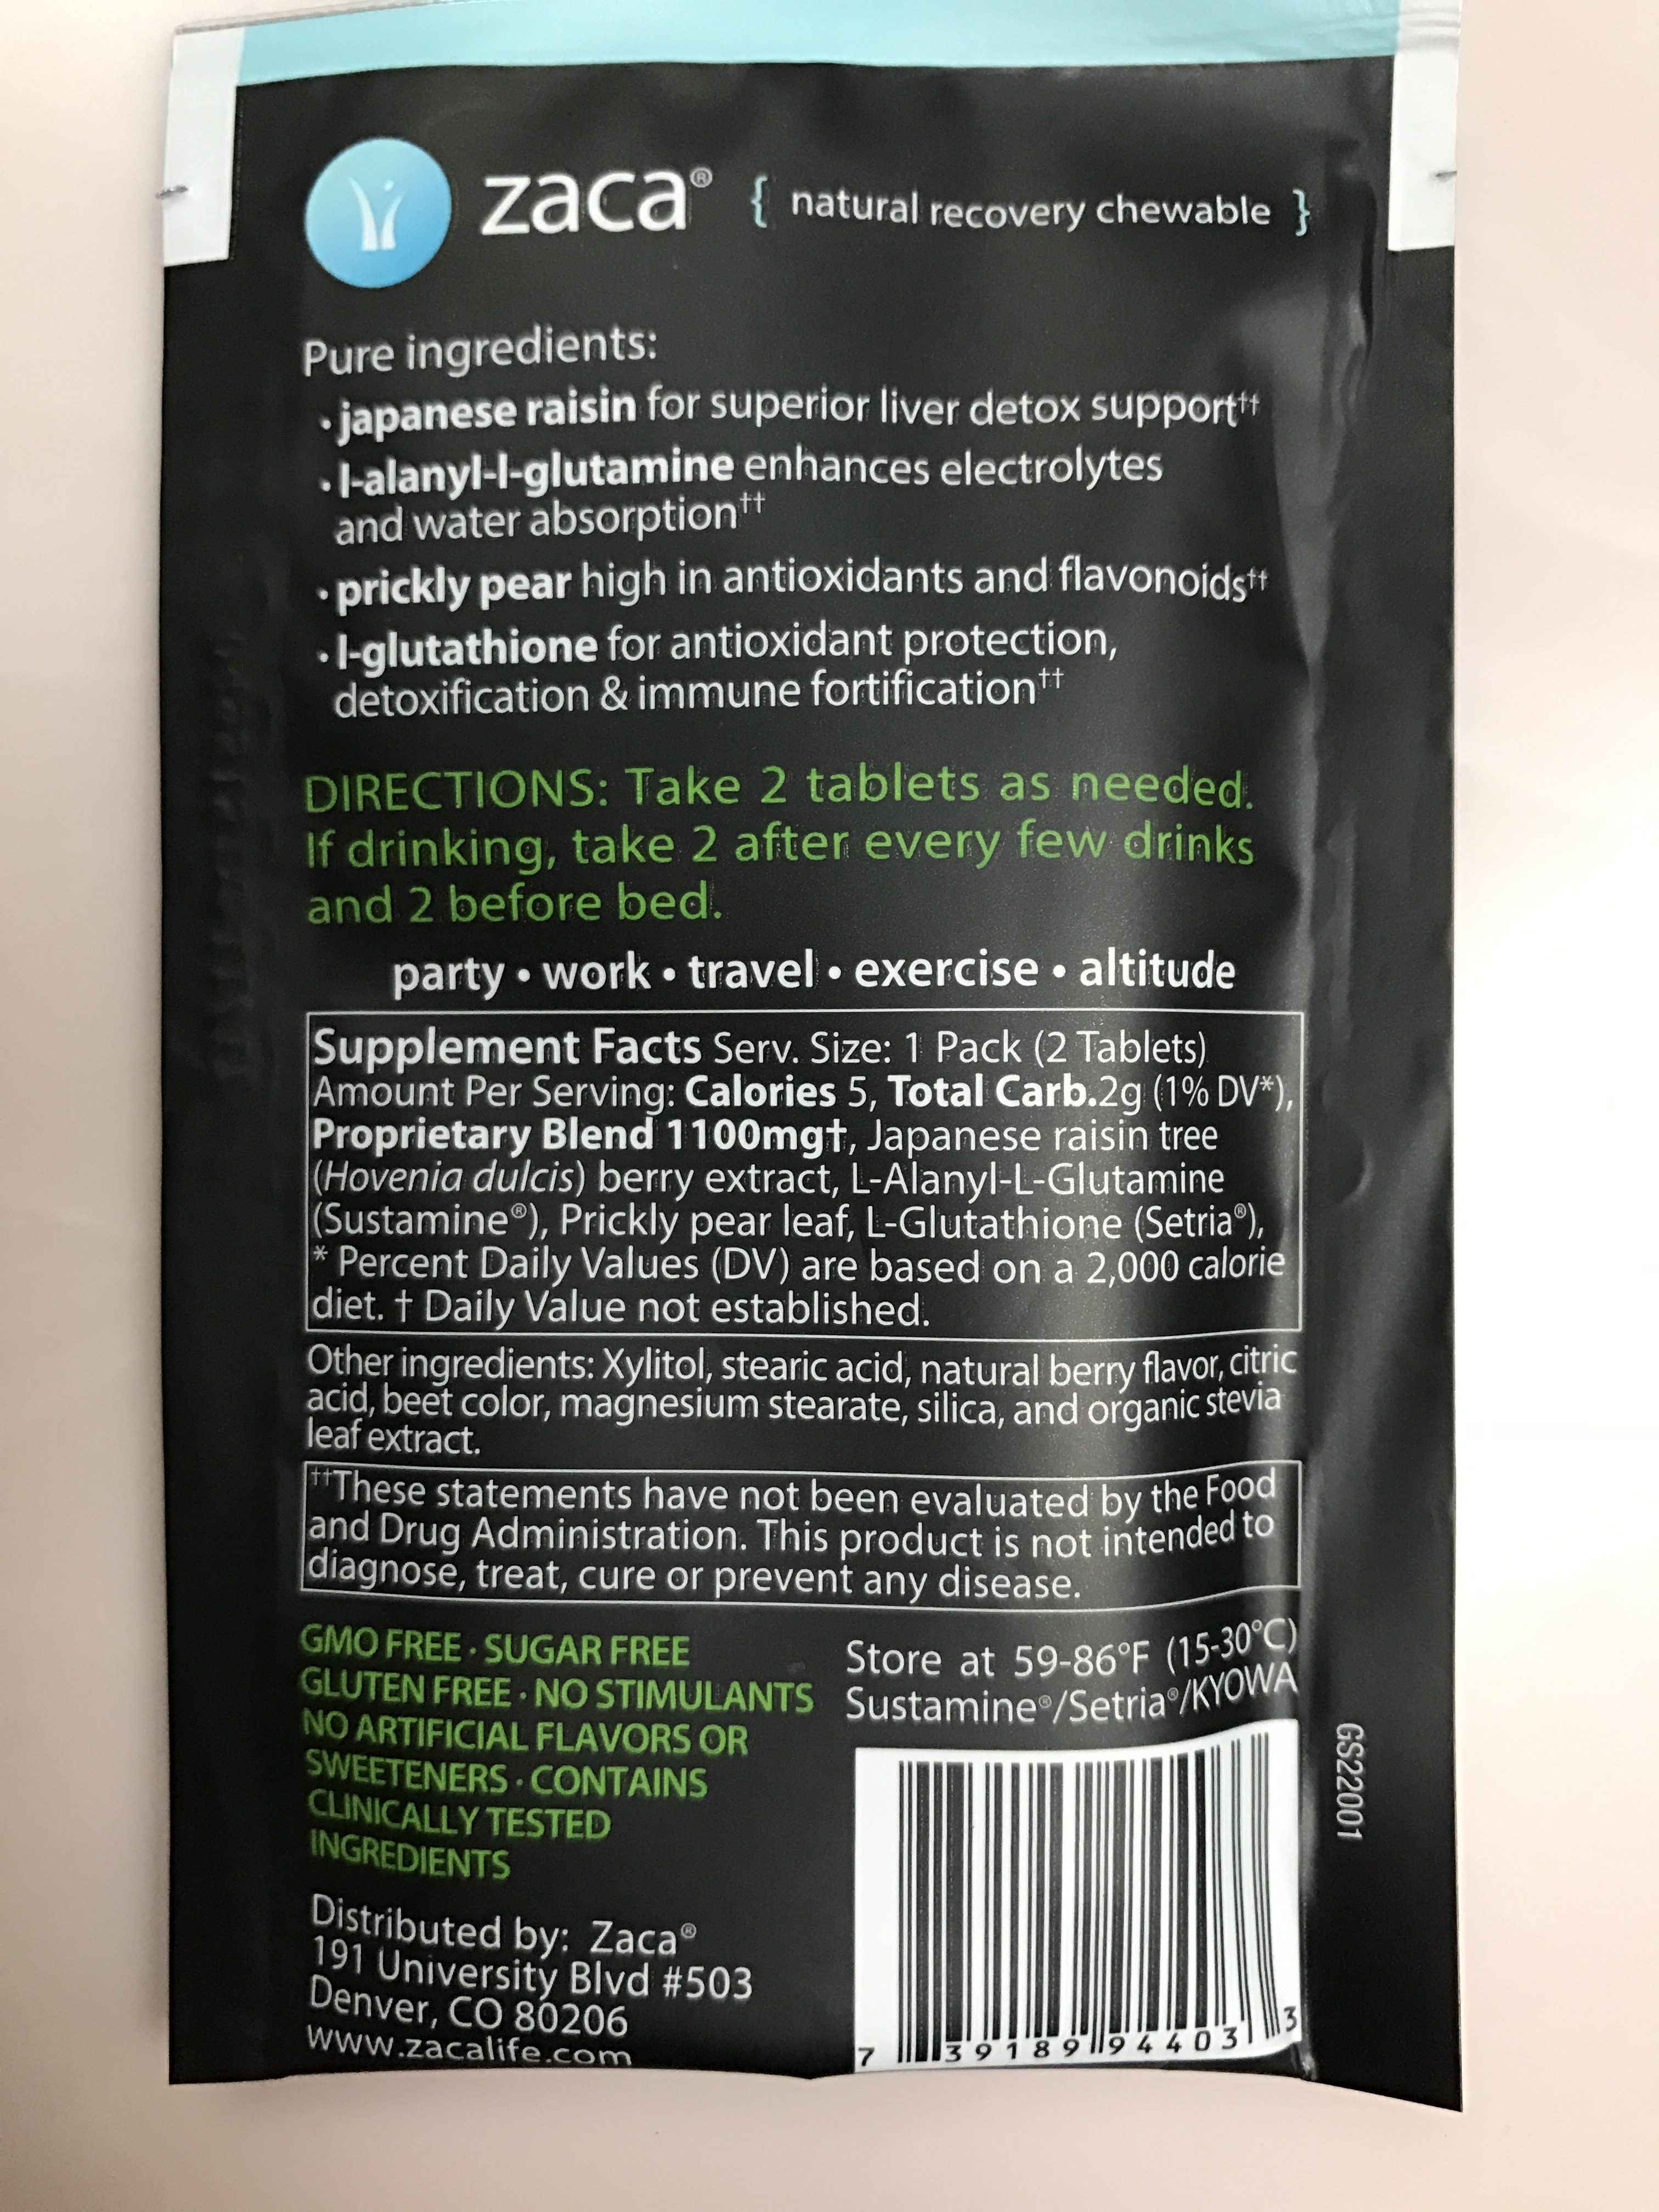 zaca® { natural recovery chewable }
Pure ingredients:
• japanese raisin for superior liver detox support††
• l-alanyl-l-glutamine enhances electrolytes
and water absorption††
• prickly pear high in antioxidants and flavonoids††
• l-glutathione for antioxidant protection,
detoxification & immune fortification††
DIRECTIONS: Take 2 tablets as needed.
If drinking, take 2 after every few drinks
and 2 before bed.
party • work • travel • exercise • altitude
Supplement Facts Serv. Size: 1 Pack (2 Tablets)
Amount Per Serving: Calories 5, Total Carb.2g (1% DV*),
Proprietary Blend 1100mg†, Japanese raisin tree
(Hovenia dulcis) berry extract, L-Alanyl-L-Glutamine
(Sustamine®), Prickly pear leaf, L-Glutathione (Setria®),
* Percent Daily Values (DV) are based on a 2,000 calorie
diet. † Daily Value not established.
Other ingredients: Xylitol, stearic acid, natural berry flavor, citric
acid, beet color, magnesium stearate, silica, and organic stevia
leaf extract.
††These statements have not been evaluated by the Food
and Drug Administration. This product is not intended to
diagnose, treat, cure or prevent any disease.
GMO FREE · SUGAR FREE
GLUTEN FREE · NO STIMULANTS
NO ARTIFICIAL FLAVORS OR
SWEETENERS · CONTAINS
CLINICALLY TESTED
INGREDIENTS
Store at 59-86°F (15-30°C)
Sustamine®/Setria®/KYOWA
GS22001
Distributed by: Zaca®
191 University Blvd #503
Denver, CO 80206
www.zacalife.com
7 39189 94403 3